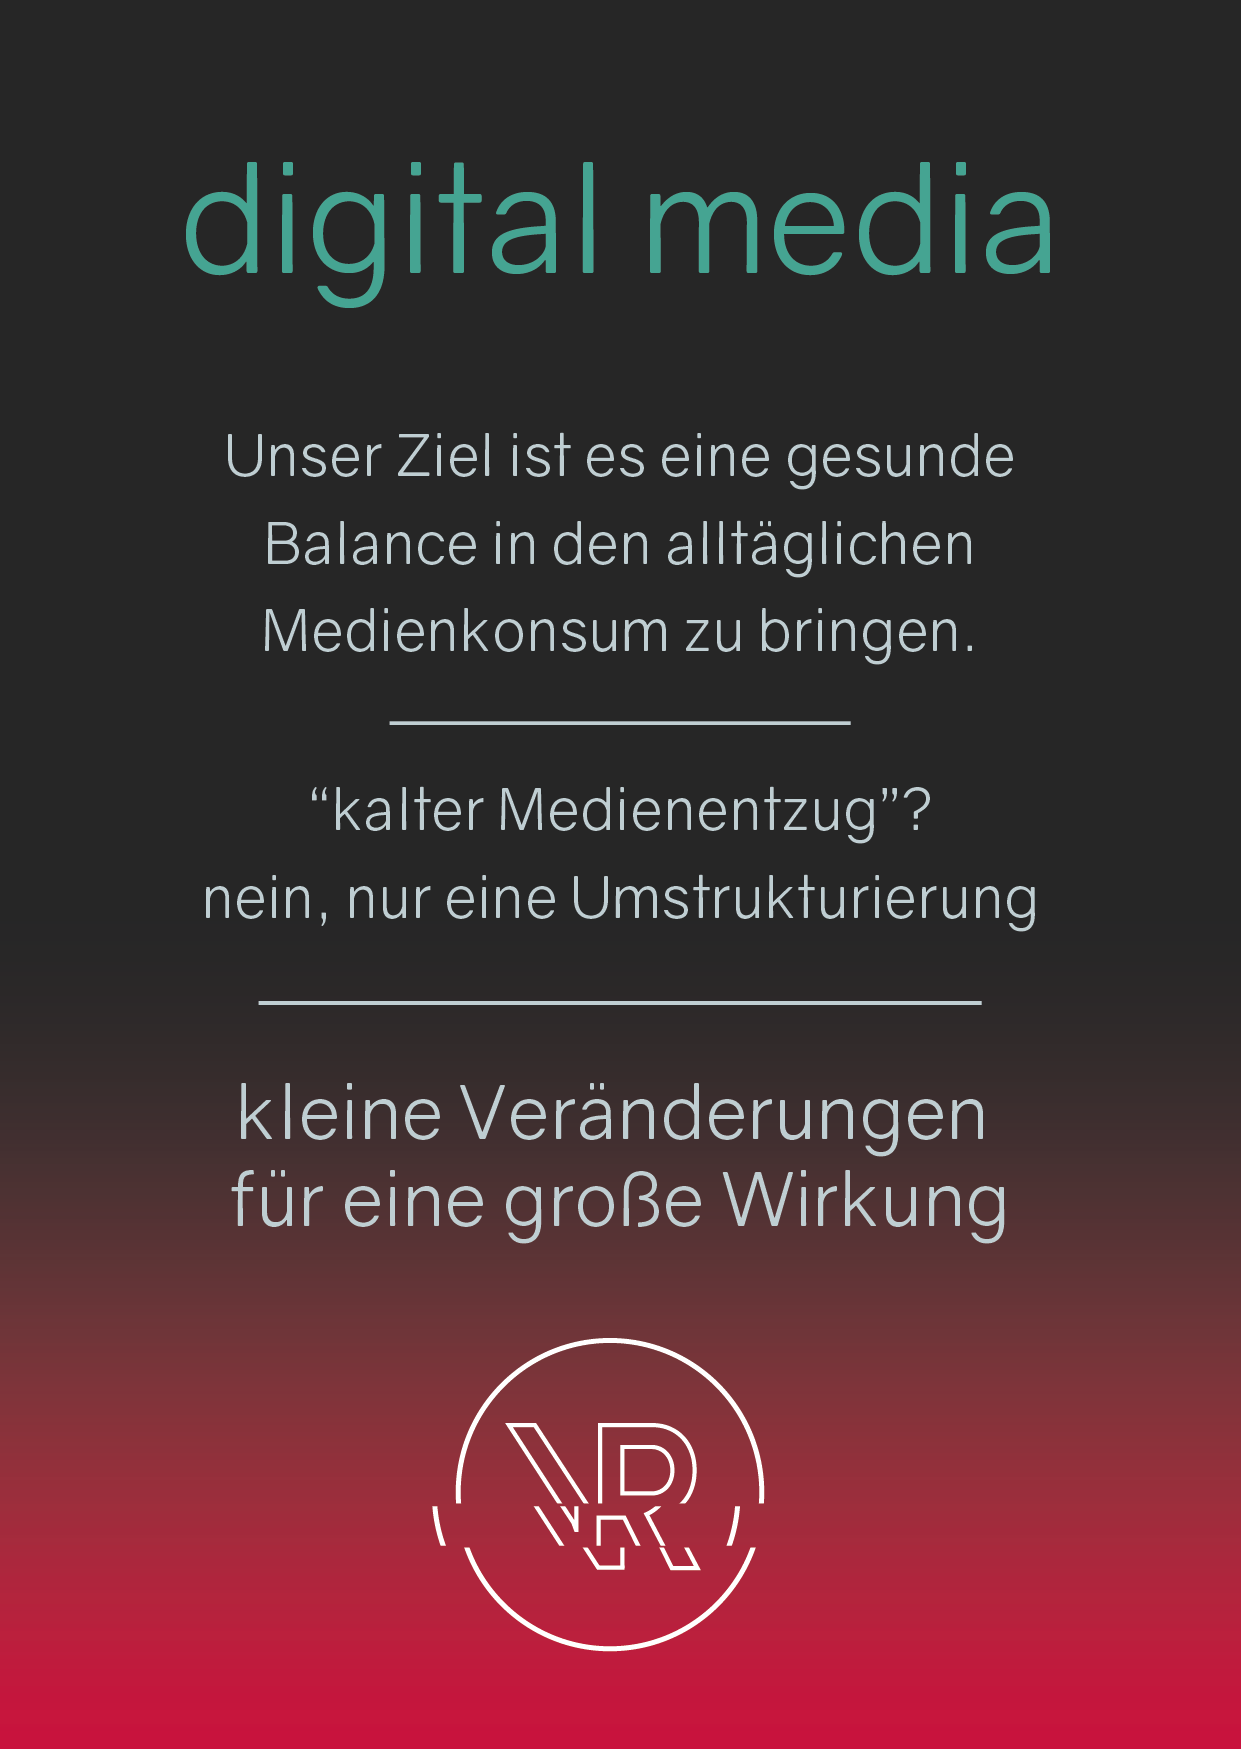 digital media
Unser Ziel ist es eine gesunde
Balance in den alltäglichen
Medienkonsum zu bringen.
“kalter Medienentzug”?
nein, nur eine Umstrukturierung
kleine Veränderungen
für eine große Wirkung
VR